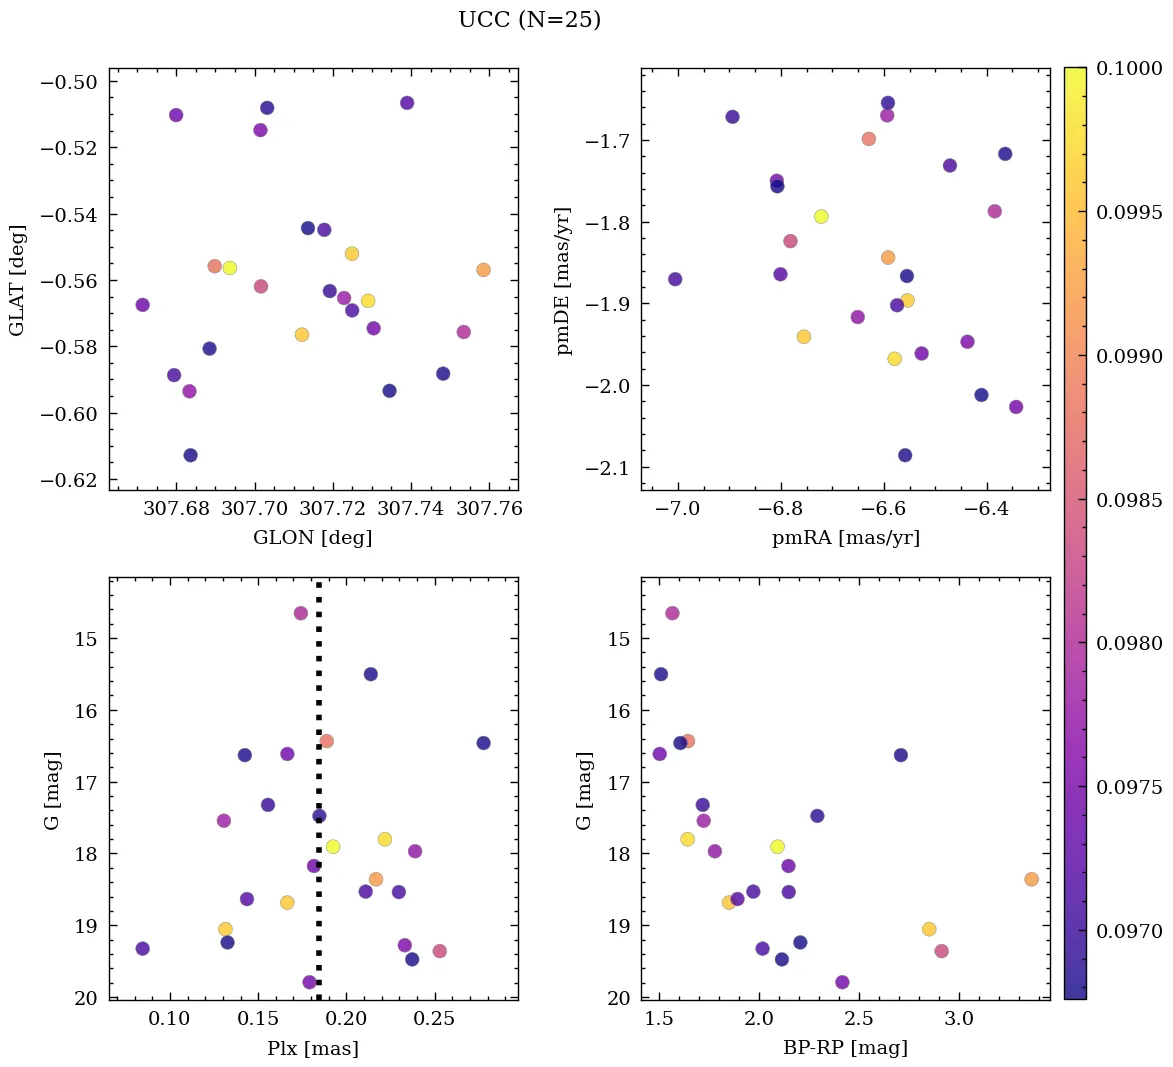 UCC (N=25)
−0.50
−0.52
−0.54
−0.56
−0.58
−0.60
−0.62
GLAT [deg]
307.68 307.70 307.72 307.74 307.76
GLON [deg]
−1.7
−1.8
−1.9
−2.0
−2.1
pmDE [mas/yr]
−7.0 −6.8 −6.6 −6.4
pmRA [mas/yr]
15
16
17
18
19
20
G [mag]
0.10 0.15 0.20 0.25
Plx [mas]
15
16
17
18
19
20
G [mag]
1.5 2.0 2.5 3.0
BP-RP [mag]
0.1000
0.0995
0.0990
0.0985
0.0980
0.0975
0.0970